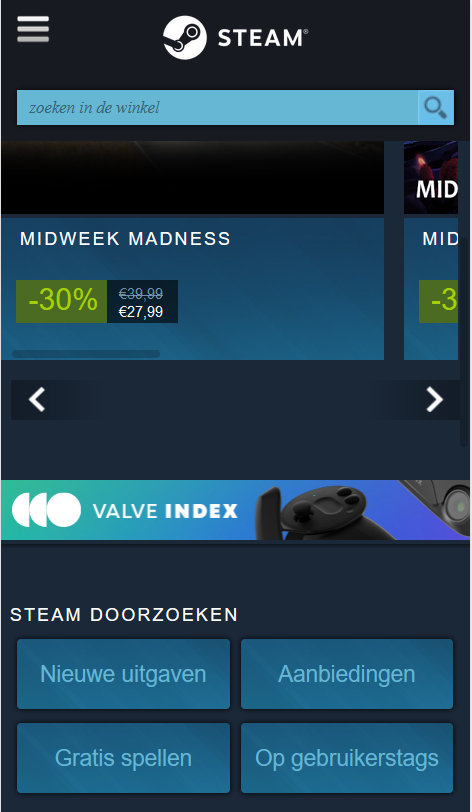 STEAM®
zoeken in de winkel
MID
MIDWEEK MADNESS
MID
-30%
€39,99
€27,99
-3
VALVE INDEX
STEAM DOORZOEKEN
Nieuwe uitgaven
Aanbiedingen
Gratis spellen
Op gebruikerstags